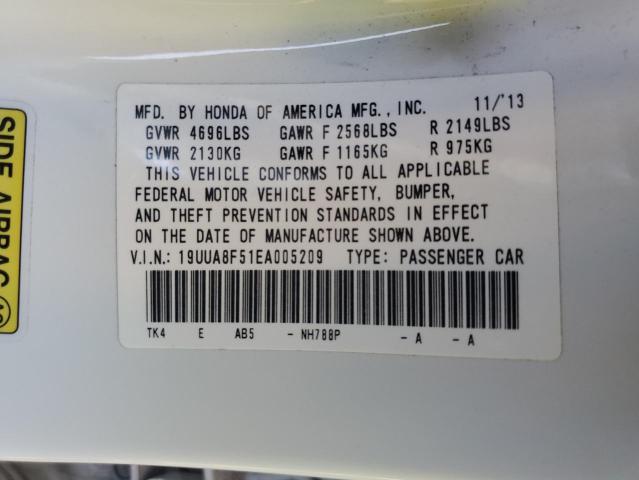 MFD. BY HONDA OF AMERICA MFG., INC. 11/'13
GVWR 4696LBS GAWR F 2568LBS R 2149LBS
GVWR 2130KG GAWR F 1165KG R 975KG
THIS VEHICLE CONFORMS TO ALL APPLICABLE
FEDERAL MOTOR VEHICLE SAFETY, BUMPER,
AND THEFT PREVENTION STANDARDS IN EFFECT
ON THE DATE OF MANUFACTURE SHOWN ABOVE.
V.I.N.: 19UUA8F51EA005209 TYPE: PASSENGER CAR
TK4 E AB5 - NH788P - A - A
SIDE AIRBAG